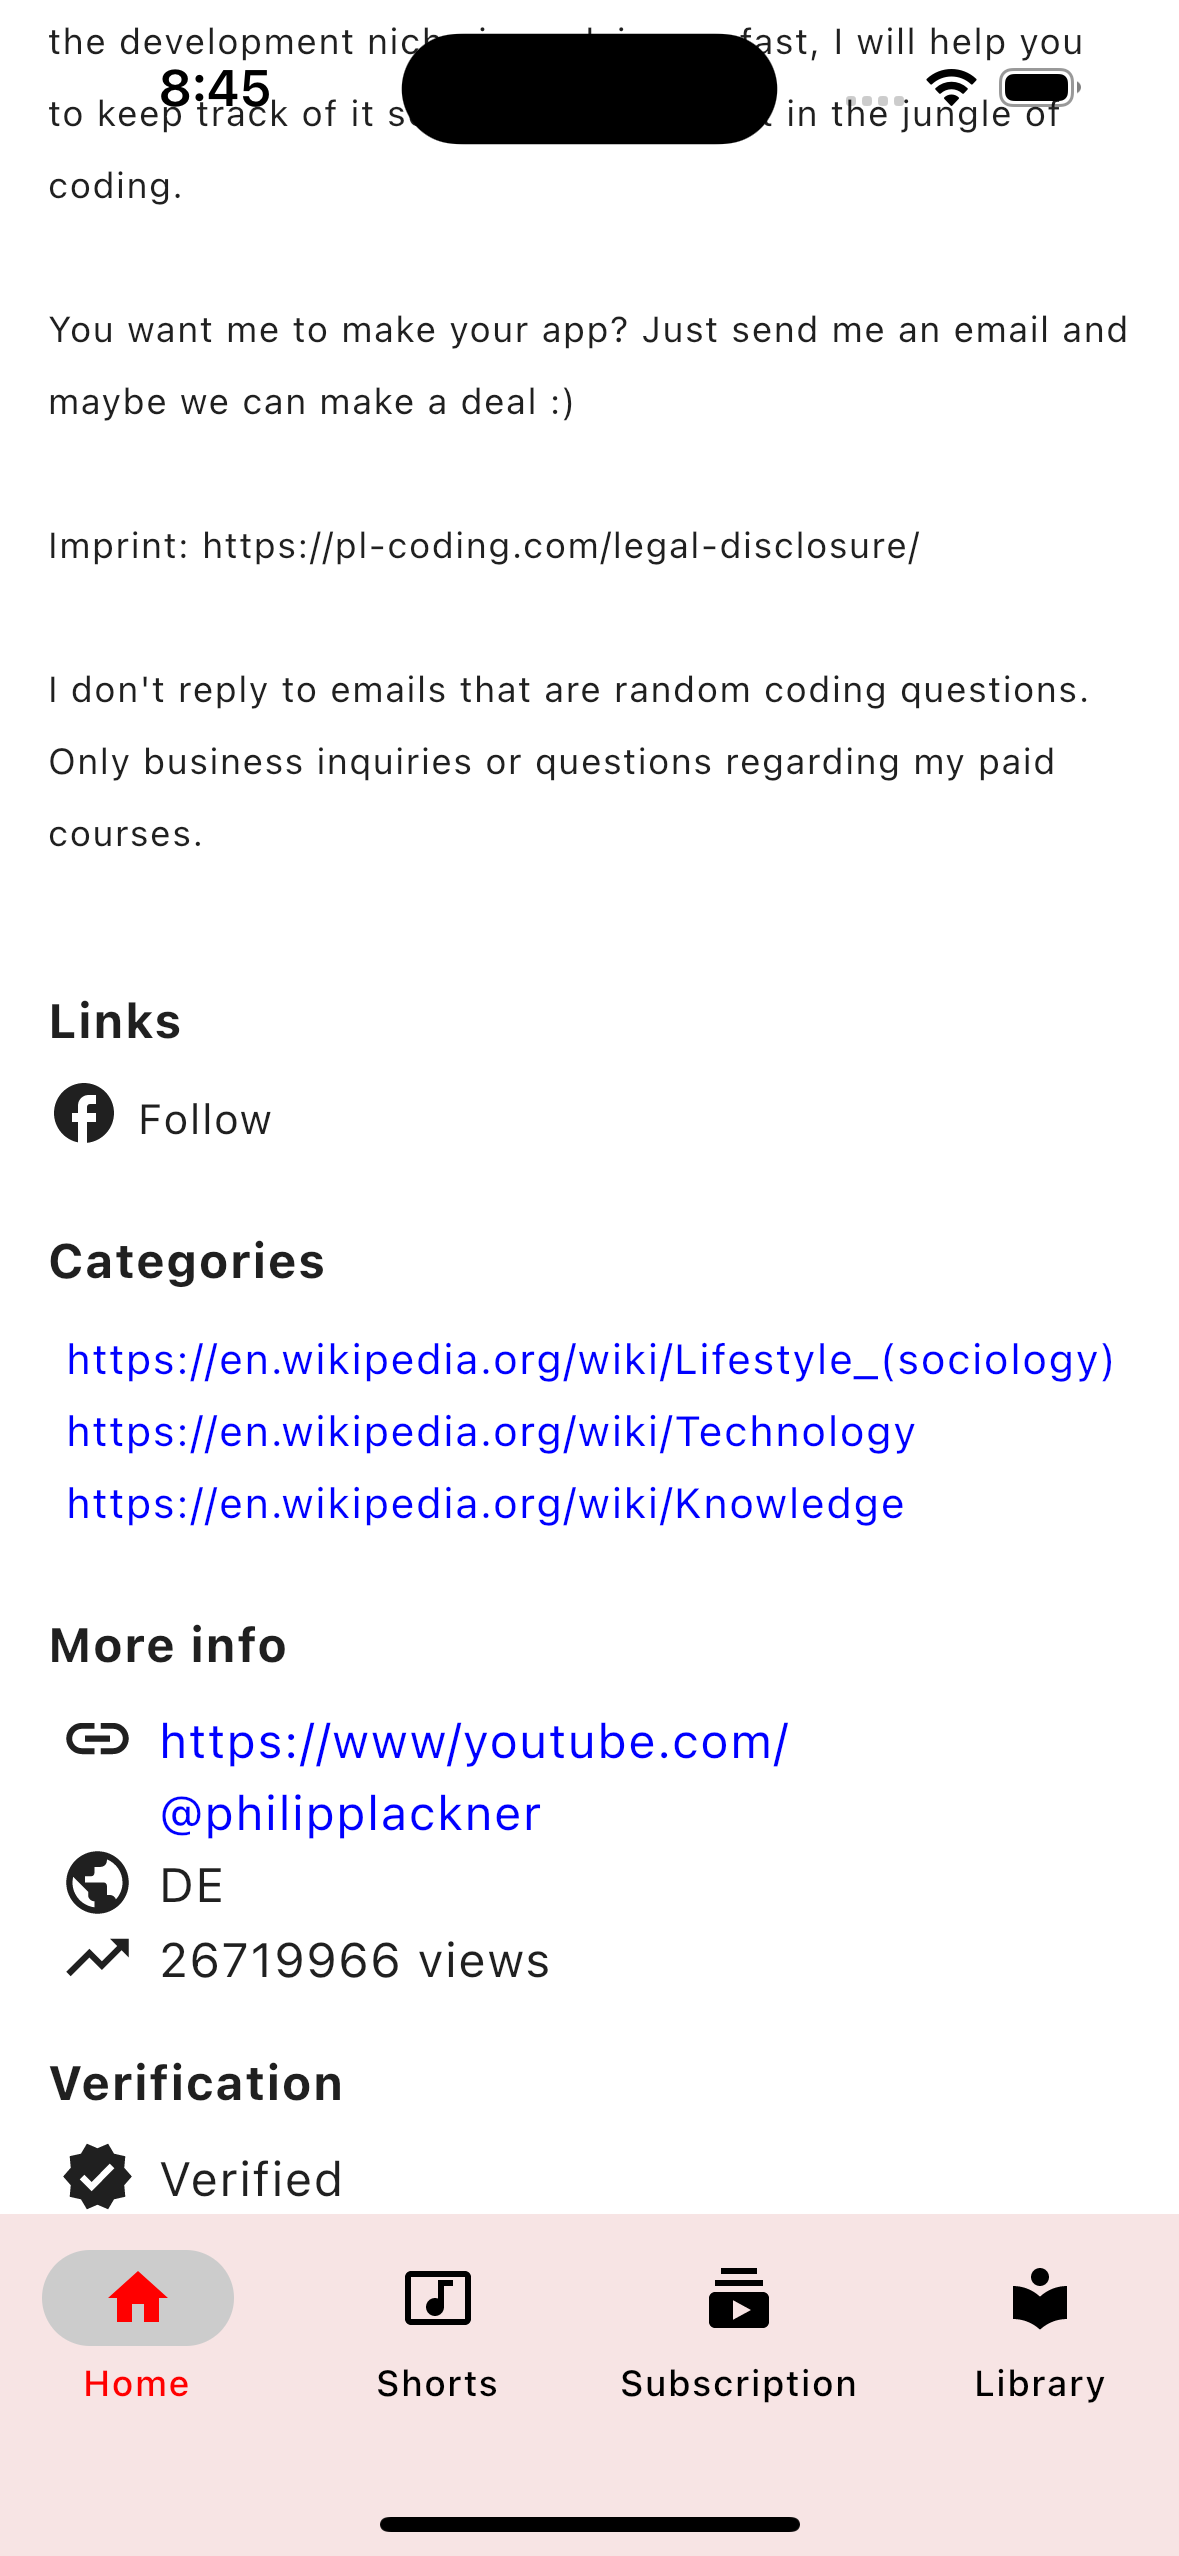 the development fast, I will help you
8:45
to keep track of it in the jungle of
coding.
You want me to make your app? Just send me an email and
maybe we can make a deal :)
Imprint: https://pl-coding.com/legal-disclosure/
I don't reply to emails that are random coding questions.
Only business inquiries or questions regarding my paid
courses.
Links
Follow
Categories
https://en.wikipedia.org/wiki/Lifestyle_(sociology)
https://en.wikipedia.org/wiki/Technology
https://en.wikipedia.org/wiki/Knowledge
More info
https://www/youtube.com/
@philipplackner
DE
26719966 views
Verification
Verified
Home Shorts Subscription Library